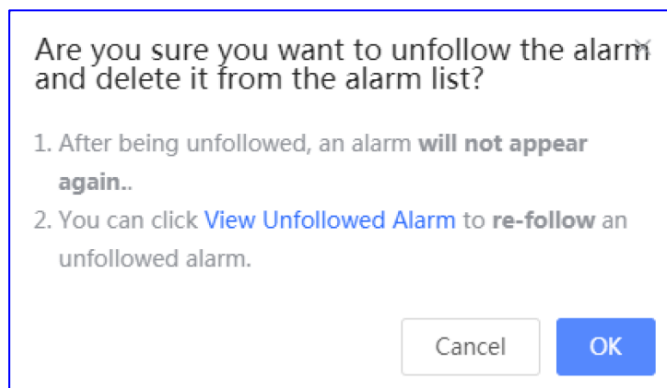 Are you sure you want to unfollow the alarm
and delete it from the alarm list?
1. After being unfollowed, an alarm will not appear
again..
2. You can click View Unfollowed Alarm to re-follow an
unfollowed alarm.
Cancel OK